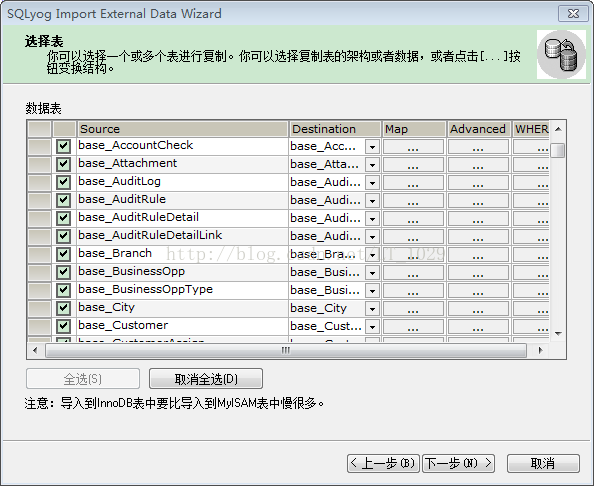 SQLyog Import External Data Wizard
选择表
你可以选择一个或多个表进行复制。你可以选择复制表的架构或者数据，或者点击[...]按
钮变换结构。
数据表
Source Destination Map Advanced WHER
base_AccountCheck base_Acc... ... ... ...
base_Attachment base_Atta... ... ... ...
base_AuditLog base_Audi... ... ... ...
base_AuditRule base_Audi... ... ... ...
base_AuditRuleDetail base_Audi... ... ... ...
base_AuditRuleDetailLink base_Audi... ... ... ...
base_Branch base_Bra... ... ... ...
base_BusinessOpp base_Busi... ... ... ...
base_BusinessOppType base_Busi... ... ... ...
base_City base_City ... ... ...
base_Customer base_Cust... ... ... ...
全选(S) 取消全选(D)
注意：导入到InnoDB表中要比导入到MyISAM表中慢很多。
< 上一步(B) 下一步(N) > 取消